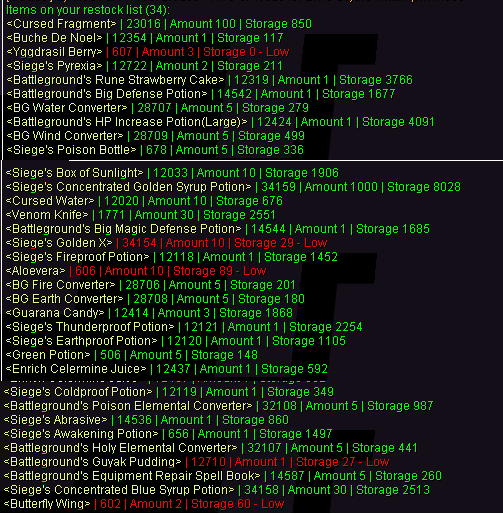 Items on your restock list (34):
<Cursed Fragment> | 23016 | Amount 100 | Storage 850
<Buche De Noel> | 12354 | Amount 1 | Storage 117
<Yggdrasil Berry> | 607 | Amount 3 | Storage 0 - Low
<Siege's Pyrexia> | 12722 | Amount 2 | Storage 211
<Battleground's Rune Strawberry Cake> | 12319 | Amount 1 | Storage 3766
<Battleground's Big Defense Potion> | 14542 | Amount 1 | Storage 1677
<BG Water Converter> | 28707 | Amount 5 | Storage 279
<Battleground's HP Increase Potion(Large)> | 12424 | Amount 1 | Storage 4091
<BG Wind Converter> | 28709 | Amount 5 | Storage 499
<Siege's Poison Bottle> | 678 | Amount 5 | Storage 336
<Siege's Box of Sunlight> | 12033 | Amount 10 | Storage 1906
<Siege's Concentrated Golden Syrup Potion> | 34159 | Amount 1000 | Storage 8028
<Cursed Water> | 12020 | Amount 10 | Storage 676
<Venom Knife> | 1771 | Amount 30 | Storage 2551
<Battleground's Big Magic Defense Potion> | 14544 | Amount 1 | Storage 1685
<Siege's Golden X> | 34154 | Amount 10 | Storage 29 - Low
<Siege's Fireproof Potion> | 12118 | Amount 1 | Storage 1452
<Aloevera> | 606 | Amount 10 | Storage 89 - Low
<BG Fire Converter> | 28706 | Amount 5 | Storage 201
<BG Earth Converter> | 28708 | Amount 5 | Storage 180
<Guarana Candy> | 12414 | Amount 3 | Storage 1868
<Siege's Thunderproof Potion> | 12121 | Amount 1 | Storage 2254
<Siege's Earthproof Potion> | 12120 | Amount 1 | Storage 1105
<Green Potion> | 506 | Amount 5 | Storage 148
<Enrich Celermine Juice> | 12437 | Amount 1 | Storage 592
<Siege's Coldproof Potion> | 12119 | Amount 1 | Storage 349
<Battleground's Poison Elemental Converter> | 32108 | Amount 5 | Storage 987
<Siege's Abrasive> | 14536 | Amount 1 | Storage 860
<Siege's Awakening Potion> | 656 | Amount 1 | Storage 1497
<Battleground's Holy Elemental Converter> | 32107 | Amount 5 | Storage 441
<Battleground's Guyak Pudding> | 12710 | Amount 1 | Storage 27 - Low
<Battleground's Equipment Repair Spell Book> | 14587 | Amount 5 | Storage 260
<Siege's Concentrated Blue Syrup Potion> | 34158 | Amount 30 | Storage 2513
<Butterfly Wing> | 602 | Amount 2 | Storage 60 - Low